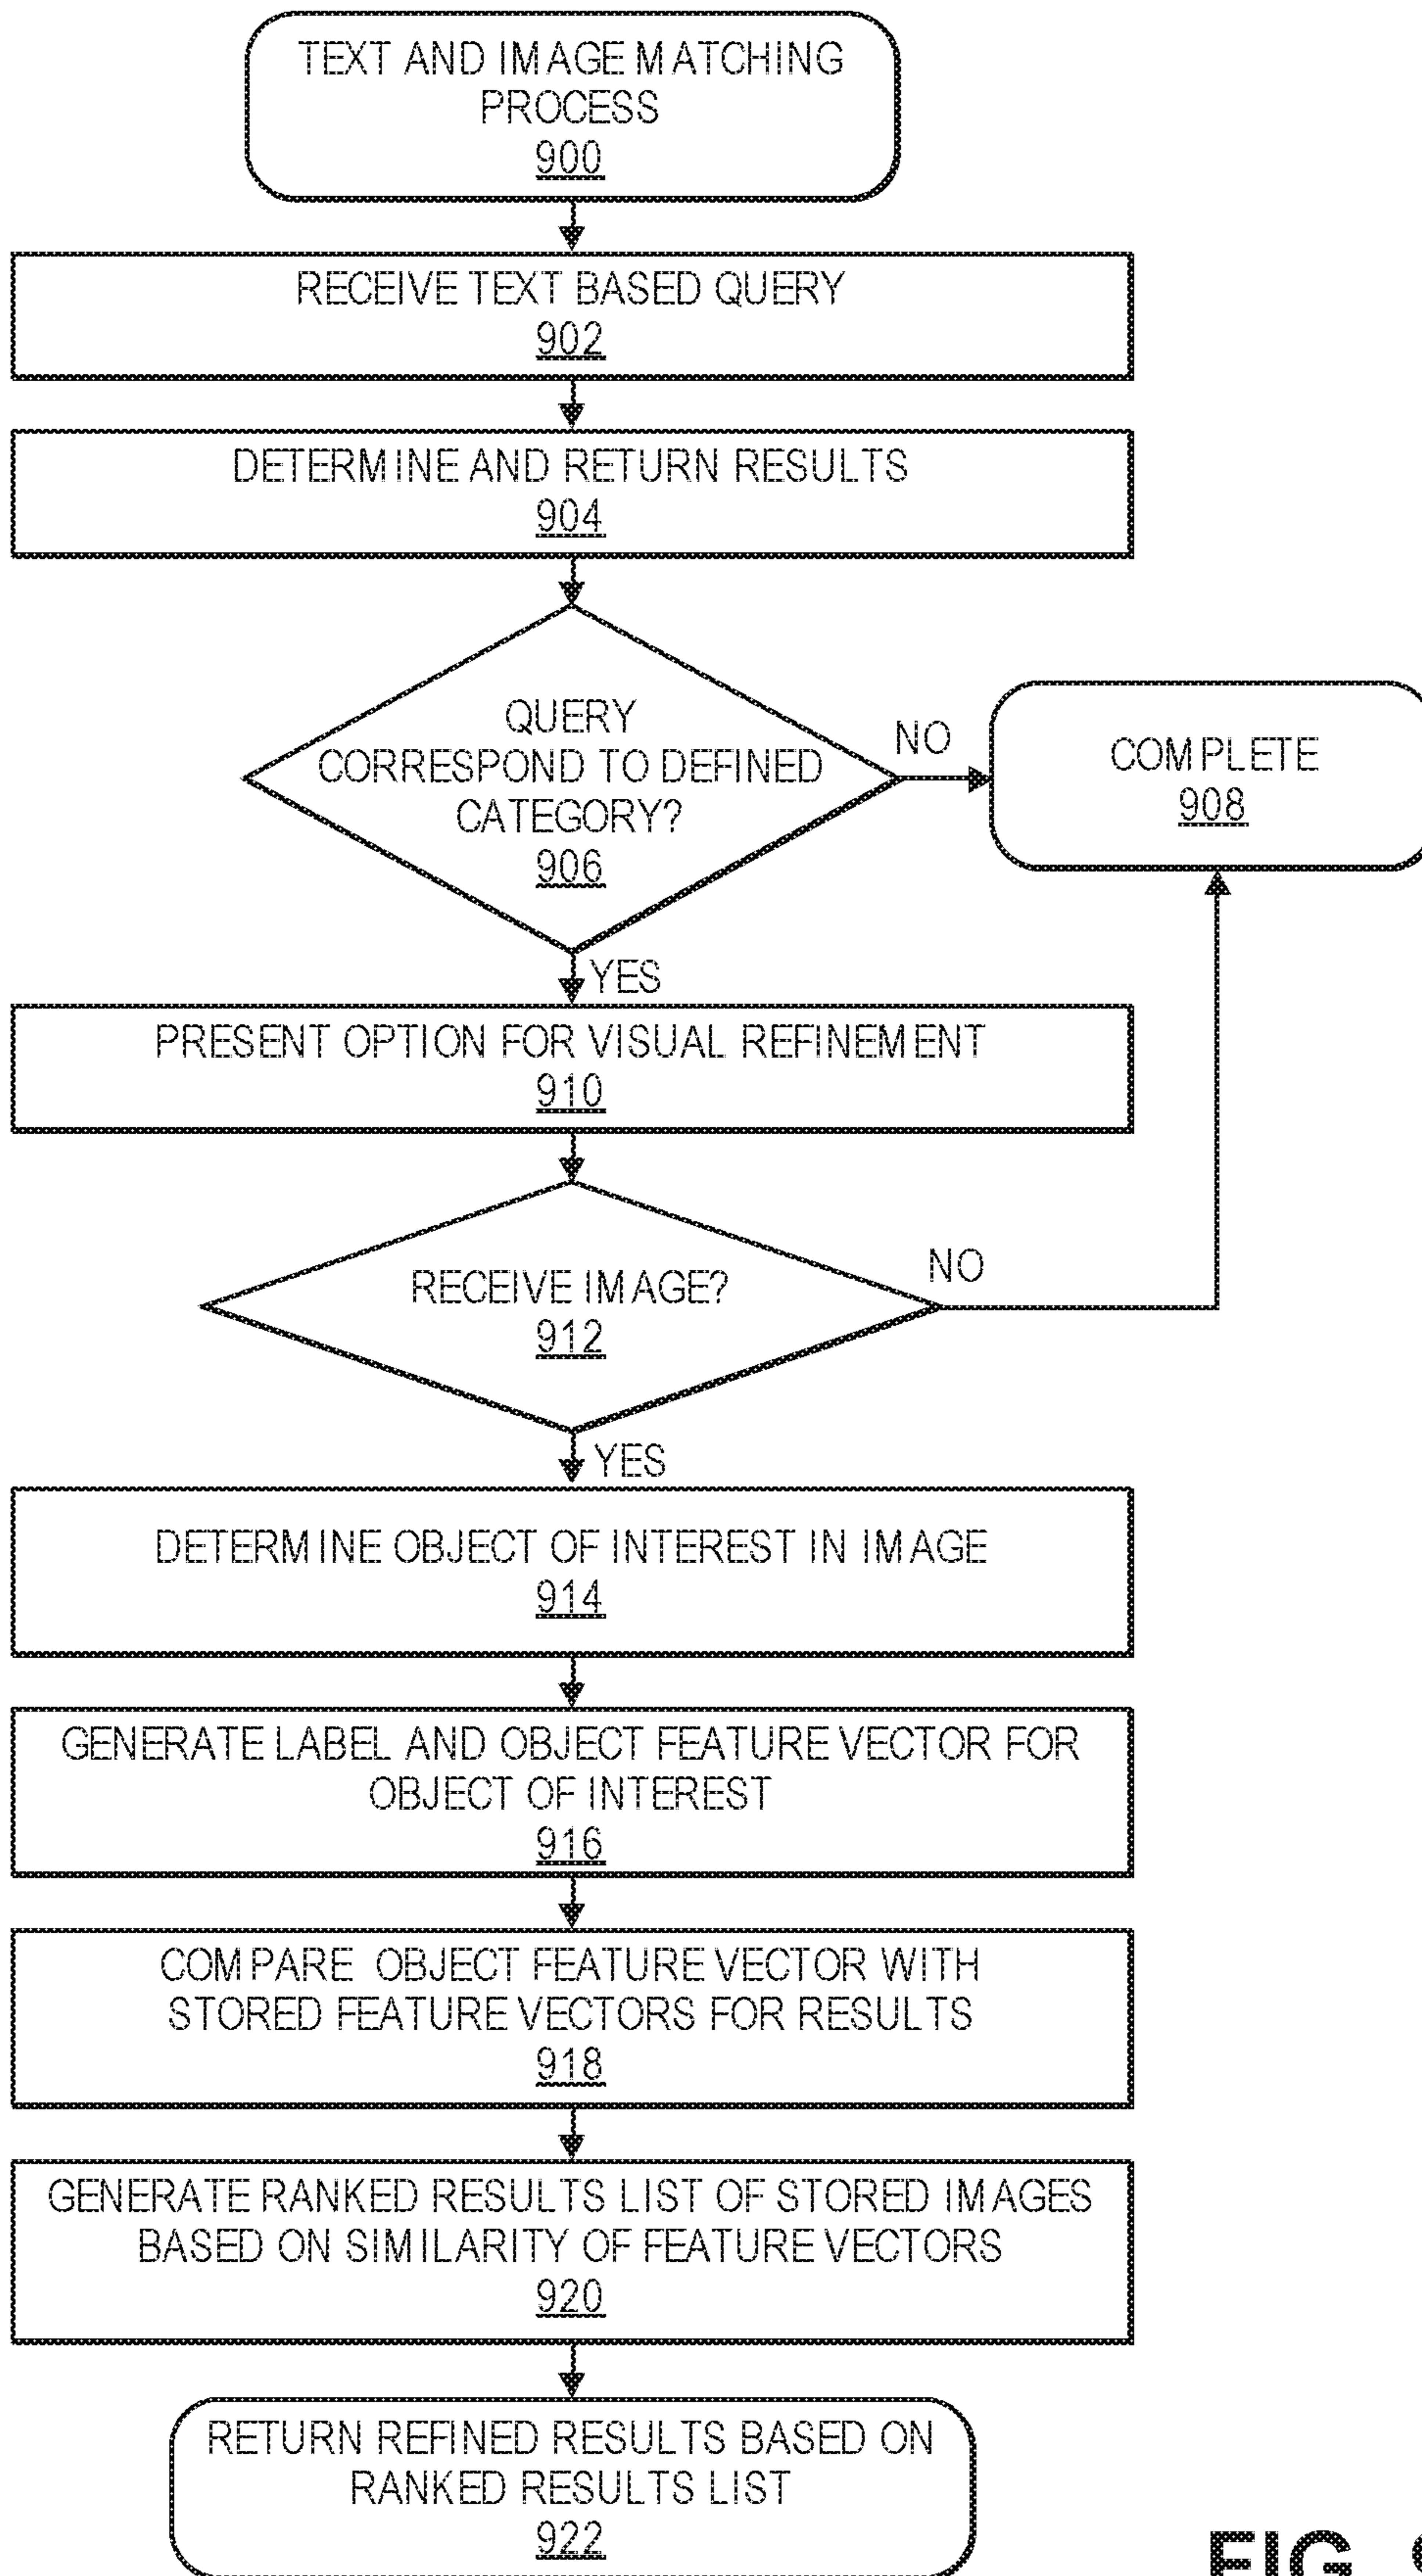 TEXT AND IMAGE MATCHING
PROCESS
900
RECEIVE TEXT BASED QUERY
902
DETERMINE AND RETURN RESULTS
904
QUERY
CORRESPOND TO DEFINED
CATEGORY?
906
NO
COMPLETE
908
YES
PRESENT OPTION FOR VISUAL REFINEMENT
910
RECEIVE IMAGE?
912
NO
YES
DETERMINE OBJECT OF INTEREST IN IMAGE
914
GENERATE LABEL AND OBJECT FEATURE VECTOR FOR
OBJECT OF INTEREST
916
COMPARE OBJECT FEATURE VECTOR WITH
STORED FEATURE VECTORS FOR RESULTS
918
GENERATE RANKED RESULTS LIST OF STORED IMAGES
BASED ON SIMILARITY OF FEATURE VECTORS
920
RETURN REFINED RESULTS BASED ON
RANKED RESULTS LIST
922
FIG.